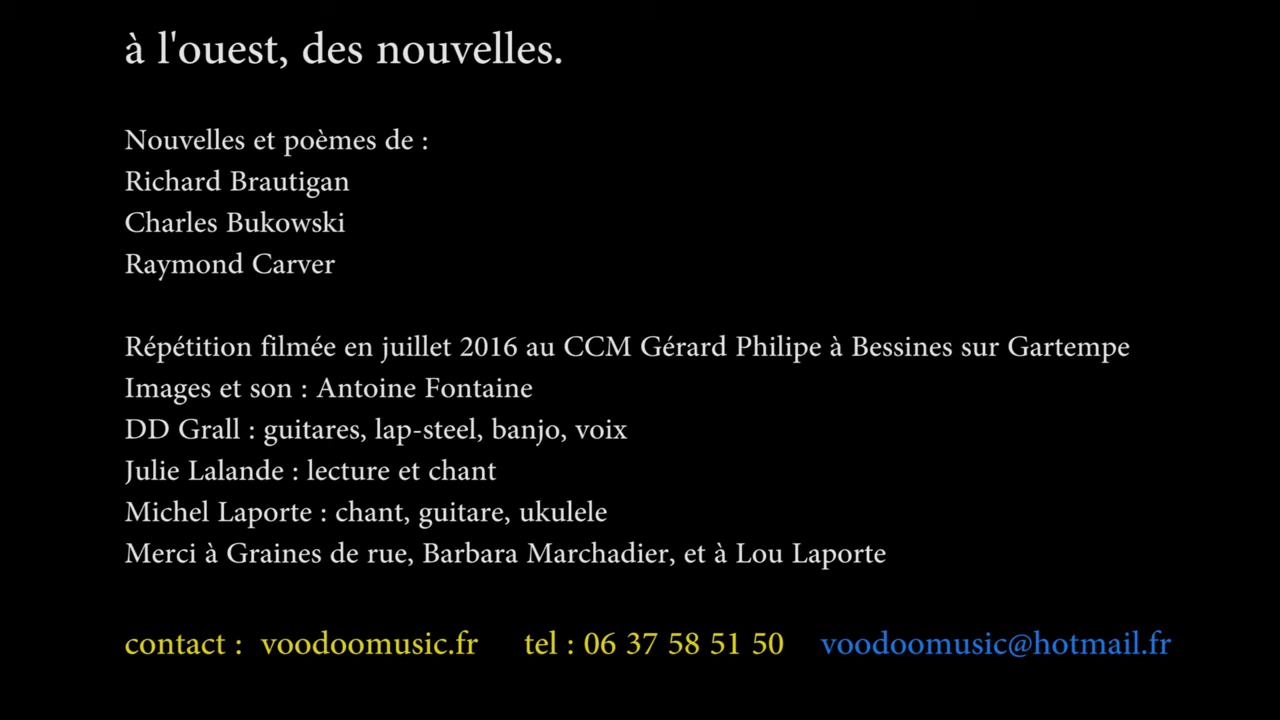 à l'ouest, des nouvelles.
Nouvelles et poèmes de :
Richard Brautigan
Charles Bukowski
Raymond Carver
Répétition filmée en juillet 2016 au CCM Gérard Philipe à Bessines sur Gartempe
Images et son : Antoine Fontaine
DD Grall : guitares, lap-steel, banjo, voix
Julie Lalande : lecture et chant
Michel Laporte : chant, guitare, ukulele
Merci à Graines de rue, Barbara Marchadier, et à Lou Laporte
contact : voodoomusic.fr tel : 06 37 58 51 50 voodoomusic@hotmail.fr